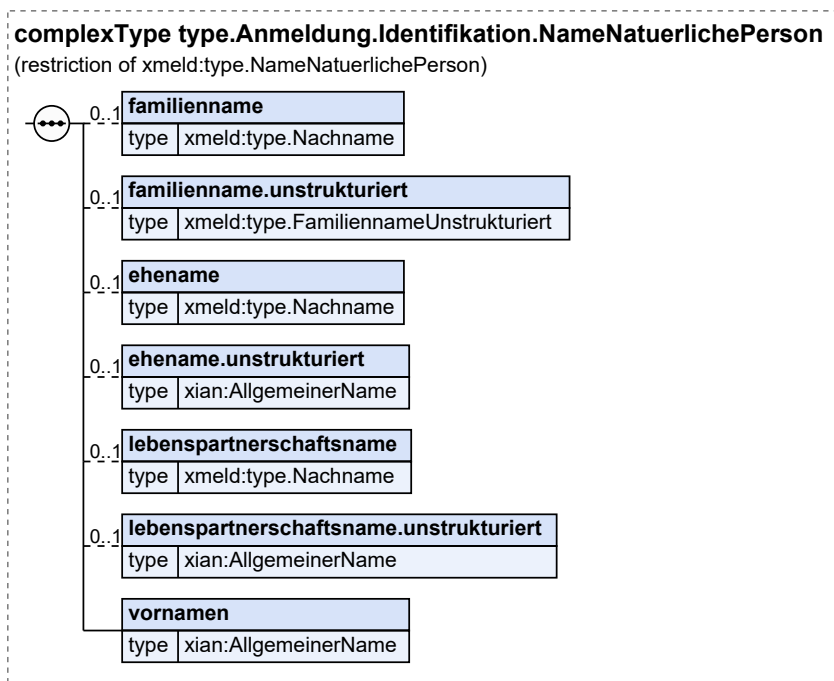 complexType type.Anmeldung.Identifikation.NameNatuerlichePerson
(restriction of xmeld:type.NameNatuerlichePerson)
0..1 familienname
type xmeld:type.Nachname
0..1 familienname.unstrukturiert
type xmeld:type.FamiliennameUnstrukturiert
0..1 ehename
type xmeld:type.Nachname
0..1 ehename.unstrukturiert
type xian:AllgemeinerName
0..1 lebenspartnerschaftsname
type xmeld:type.Nachname
0..1 lebenspartnerschaftsname.unstrukturiert
type xian:AllgemeinerName
vornamen
type xian:AllgemeinerName